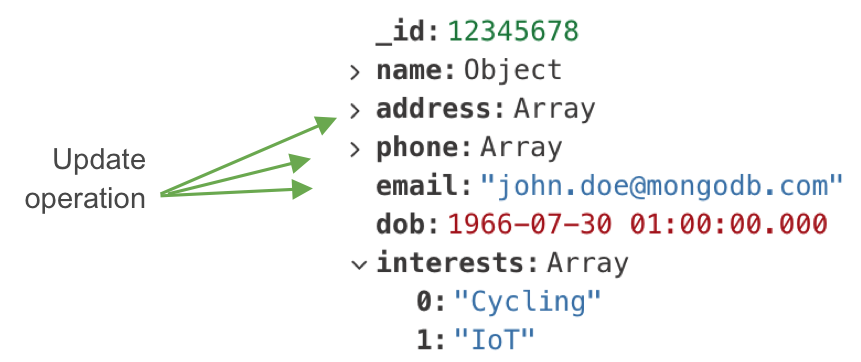 _id: 12345678
> name: Object
> address: Array
Update
operation
> phone: Array
email: "john.doe@mongodb.com"
dob: 1966-07-30 01:00:00.000
interests: Array
0: "Cycling"
1: "IoT"